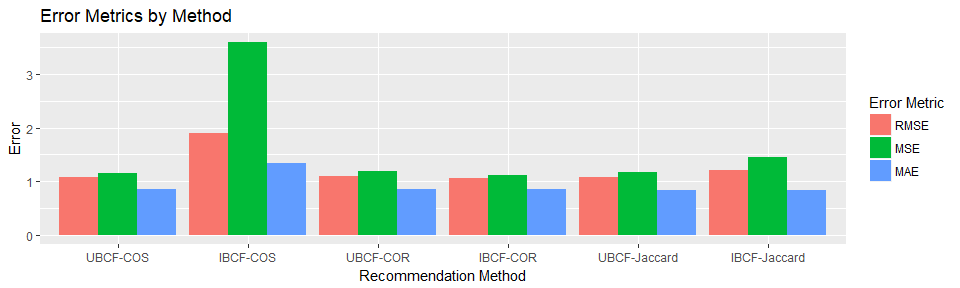 Error Metrics by Method
Error
3
2
1
0
UBCF-COS IBCF-COS UBCF-COR IBCF-COR UBCF-Jaccard IBCF-Jaccard
Recommendation Method
Error Metric
RMSE
MSE
MAE